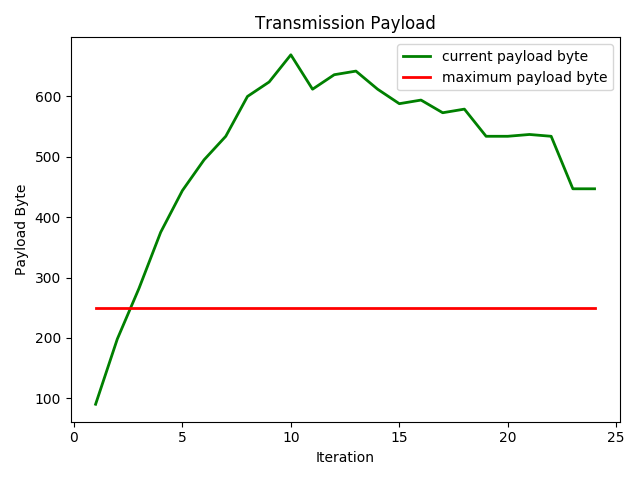 Transmission Payload
current payload byte
maximum payload byte
Payload Byte
600
500
400
300
200
100
0 5 10 15 20 25
Iteration